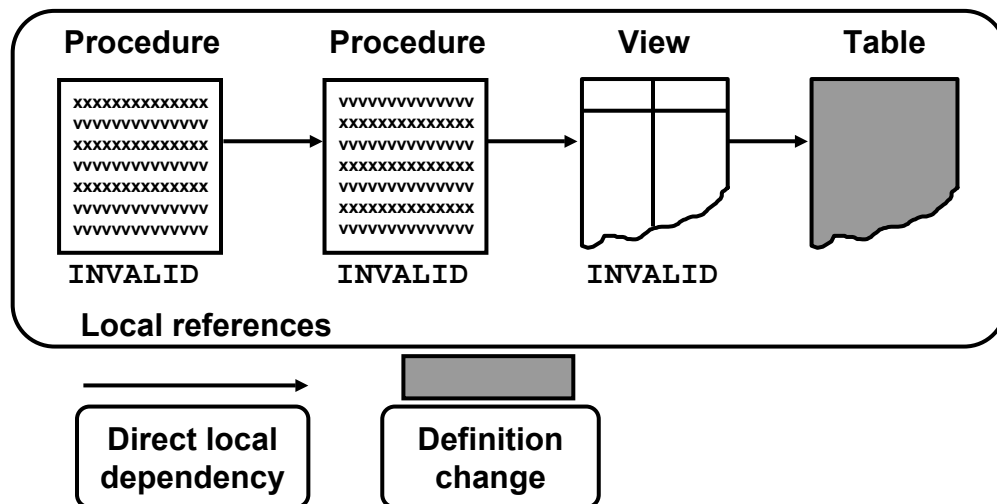 Procedure
Procedure
View
Table
xxxxxxxxxxxxxx
vvvvvvvvvvvvvv
xxxxxxxxxxxxxx
vvvvvvvvvvvvvv
xxxxxxxxxxxxxx
vvvvvvvvvvvvvv
vvvvvvvvvvvvvv
vvvvvvvvvvvvvv
xxxxxxxxxxxxxx
vvvvvvvvvvvvvv
xxxxxxxxxxxxxx
vvvvvvvvvvvvvv
xxxxxxxxxxxxxx
vvvvvvvvvvvvvv
INVALID
INVALID
INVALID
Local references
Direct local
dependency
Definition
change